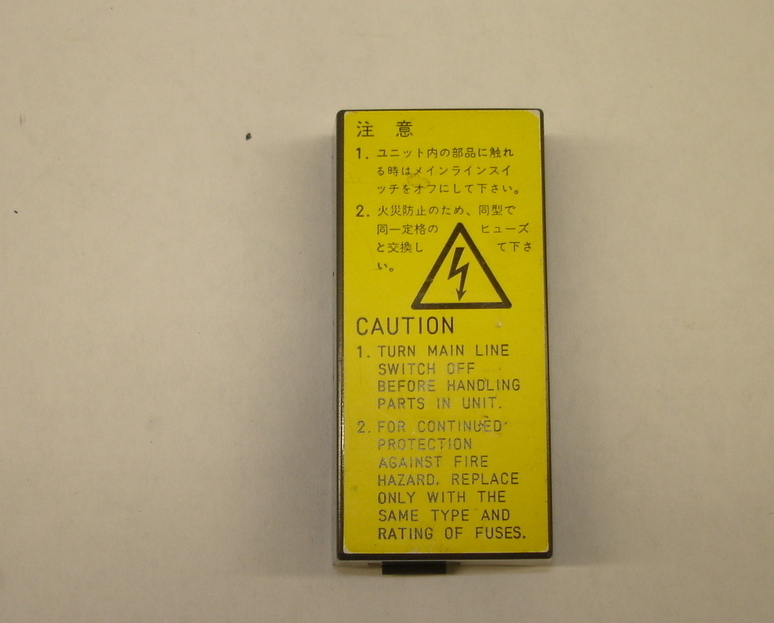 注 意
1. ユニット内の部品に触れ
る時はメインラインスイ
ッチをオフにして下さい。
2. 火災防止のため、同型で
同一定格の ヒューズ
と交換し て下さ
い。
CAUTION
1. TURN MAIN LINE
SWITCH OFF
BEFORE HANDLING
PARTS IN UNIT.
2. FOR CONTINUED
PROTECTION
AGAINST FIRE
HAZARD, REPLACE
ONLY WITH THE
SAME TYPE AND
RATING OF FUSES.